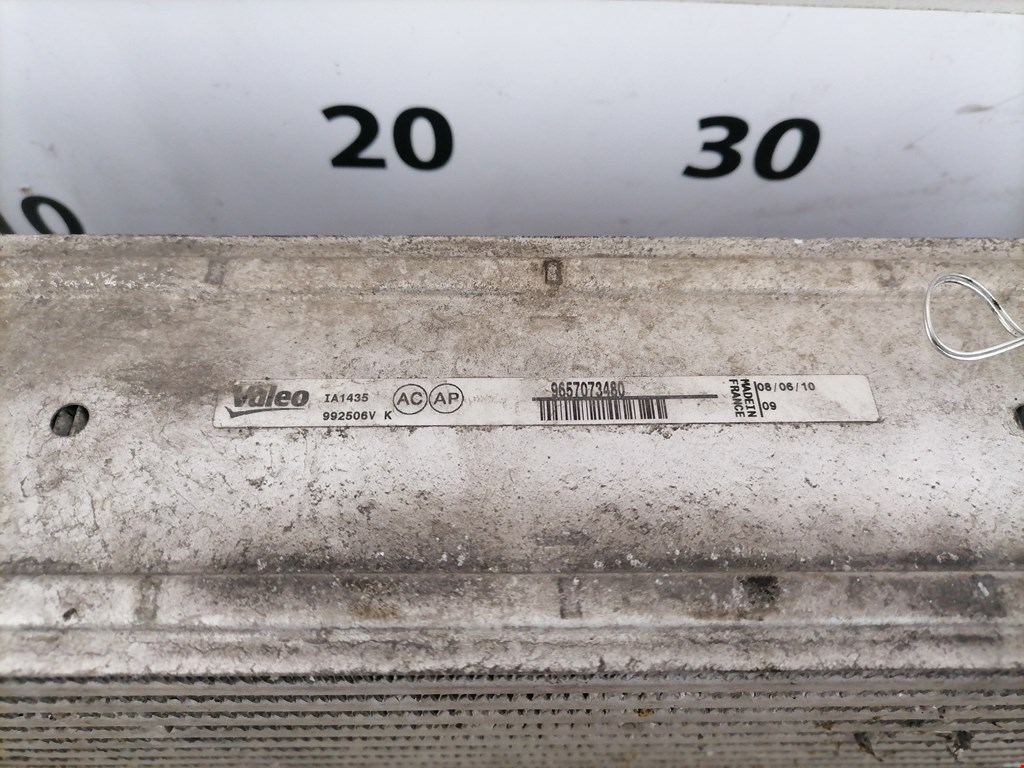 20
30
Valeo
IA1435
992506V K
AC AP
9657073480
MADE IN
FRANCE
08/06/10
09